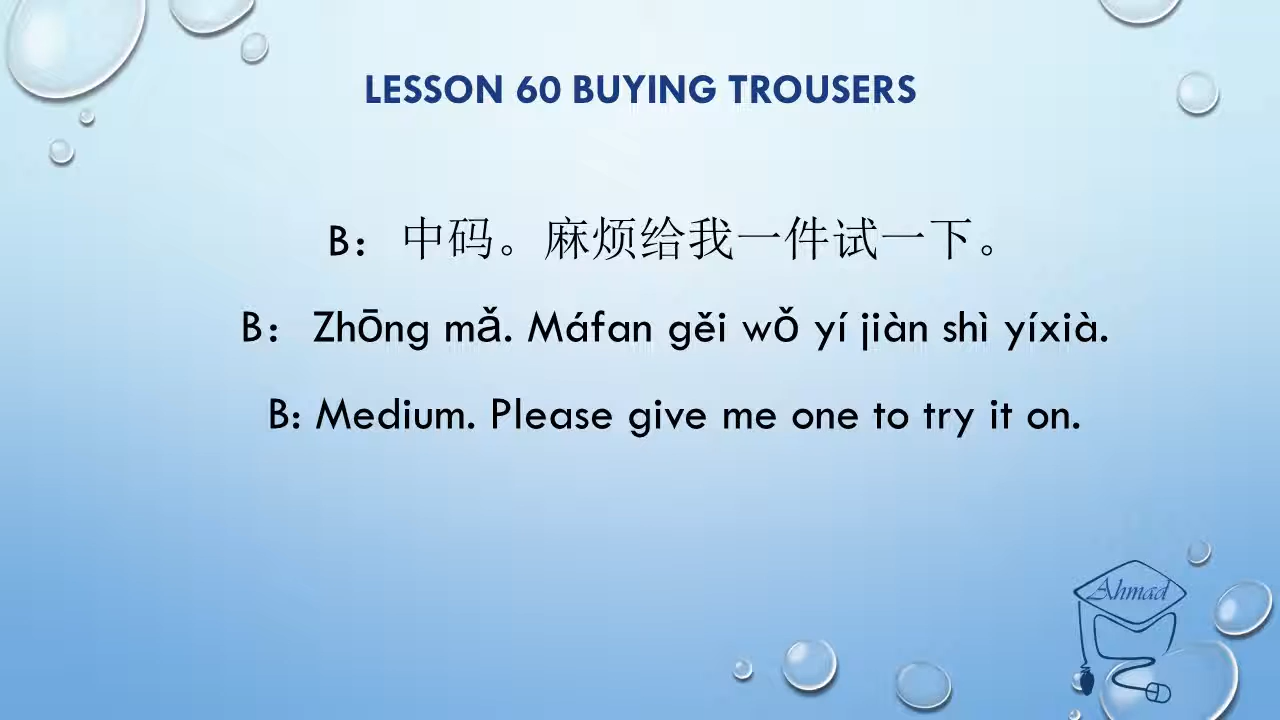 LESSON 60 BUYING TROUSERS
B：中码。麻烦给我一件试一下。
B： Zhōng mǎ. Máfan gěi wǒ yí jiàn shì yíxià.
B: Medium. Please give me one to try it on.
Ahmad